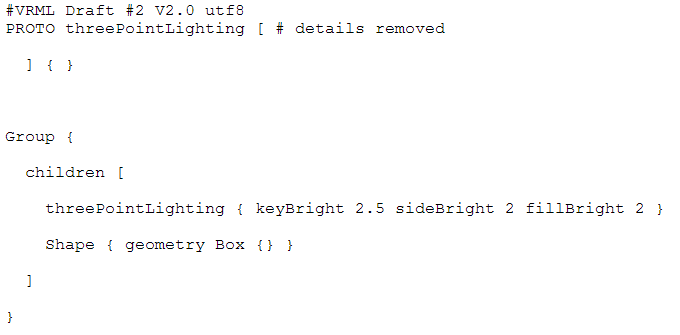 #VRML Draft #2 V2.0 utf8
PROTO threePointLighting [ # details removed
] { }
Group {
children [
threePointLighting { keyBright 2.5 sideBright 2 fillBright 2 }
Shape { geometry Box {} }
]
}